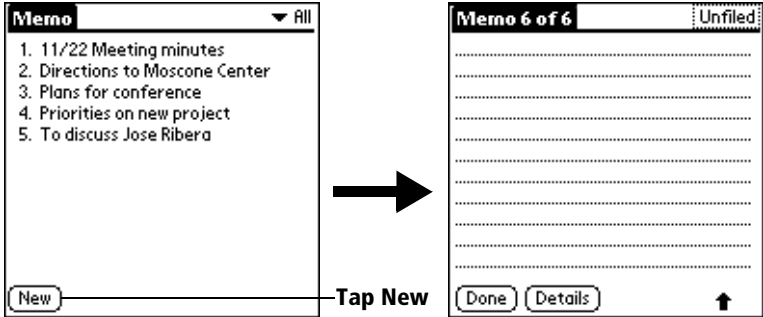 Memo ▼ All
1. 11/22 Meeting minutes
2. Directions to Moscone Center
3. Plans for conference
4. Priorities on new project
5. To discuss Jose Ribera
New
Tap New
Memo 6 of 6 Unfiled
Done Details